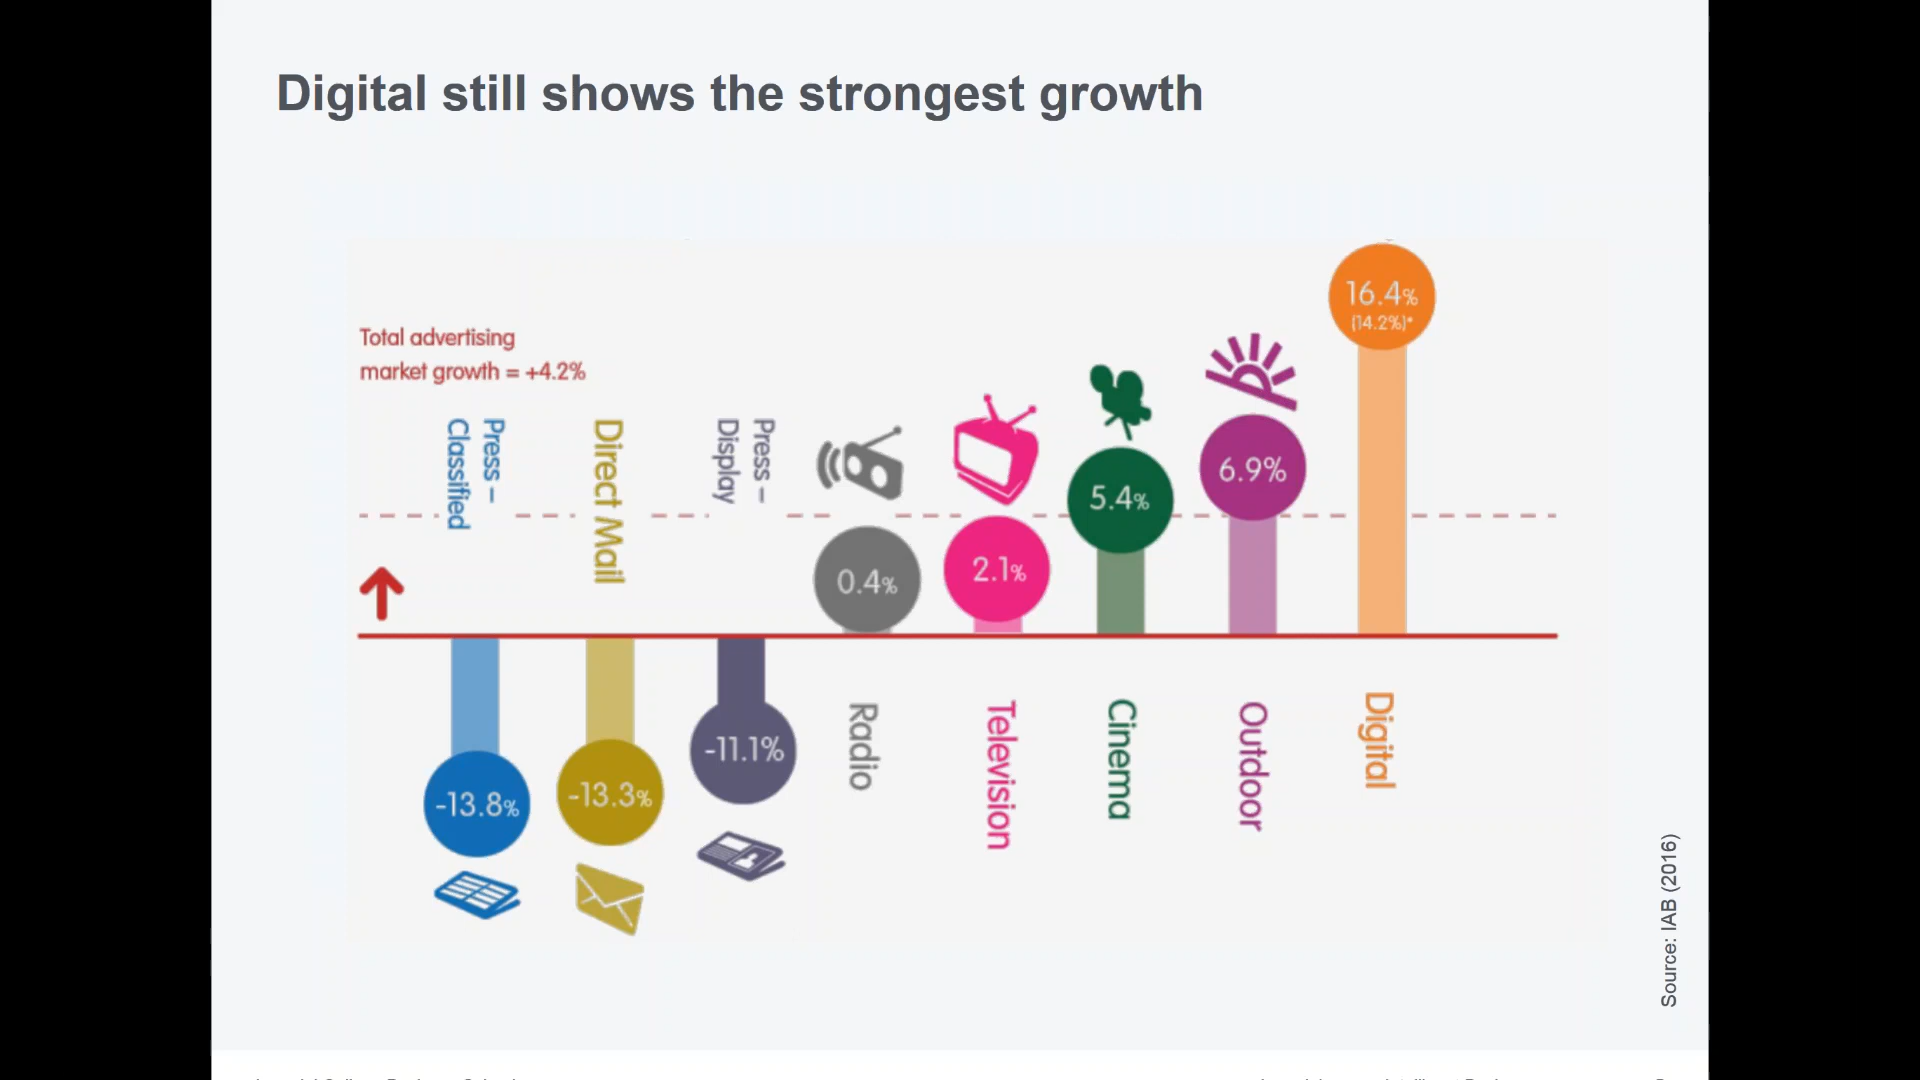 Digital still shows the strongest growth
Total advertising
market growth = +4.2%
Press –
Classified
Direct Mail
Press –
Display
16.4%
(14.2%)*
6.9%
5.4%
2.1%
0.4%
-13.8%
-13.3%
-11.1%
Radio
Television
Cinema
Outdoor
Digital
Source: IAB (2016)